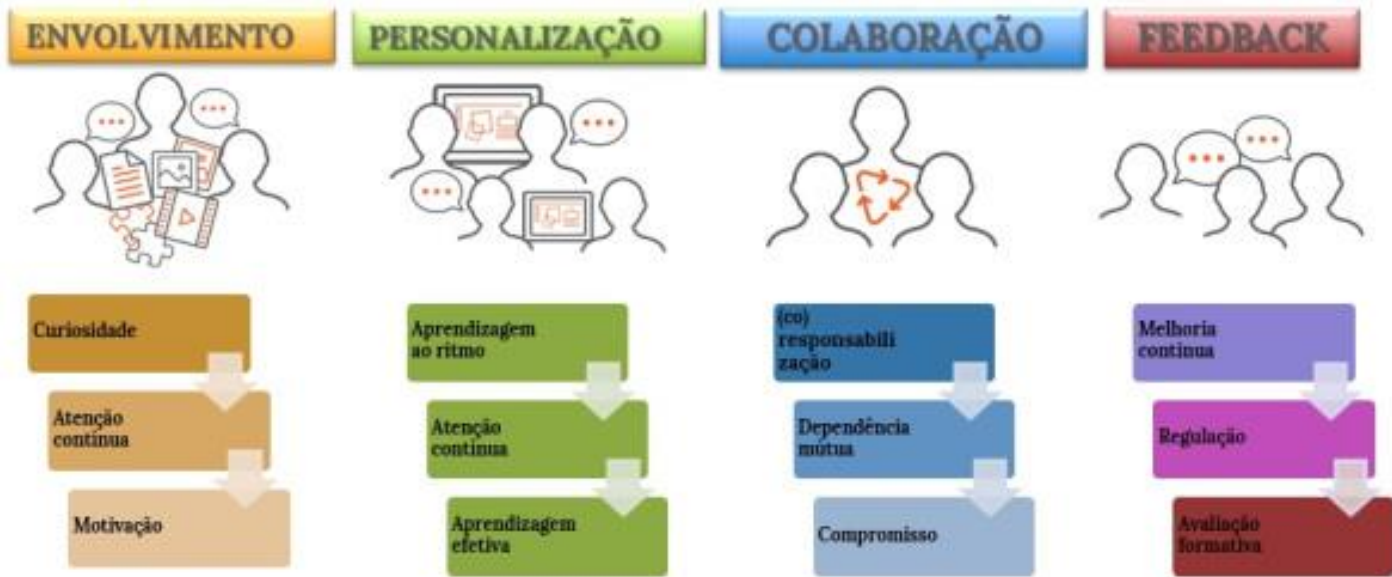 ENVOLVIMENTO
PERSONALIZAÇÃO
COLABORAÇÃO
FEEDBACK
Curiosidade
Atenção
contínua
Motivação
Aprendizagem
ao ritmo
Atenção
contínua
Aprendizagem
efetiva
(co)
responsabili
zação
Dependência
mútua
Compromisso
Melhoria
contínua
Regulação
Avaliação
formativa